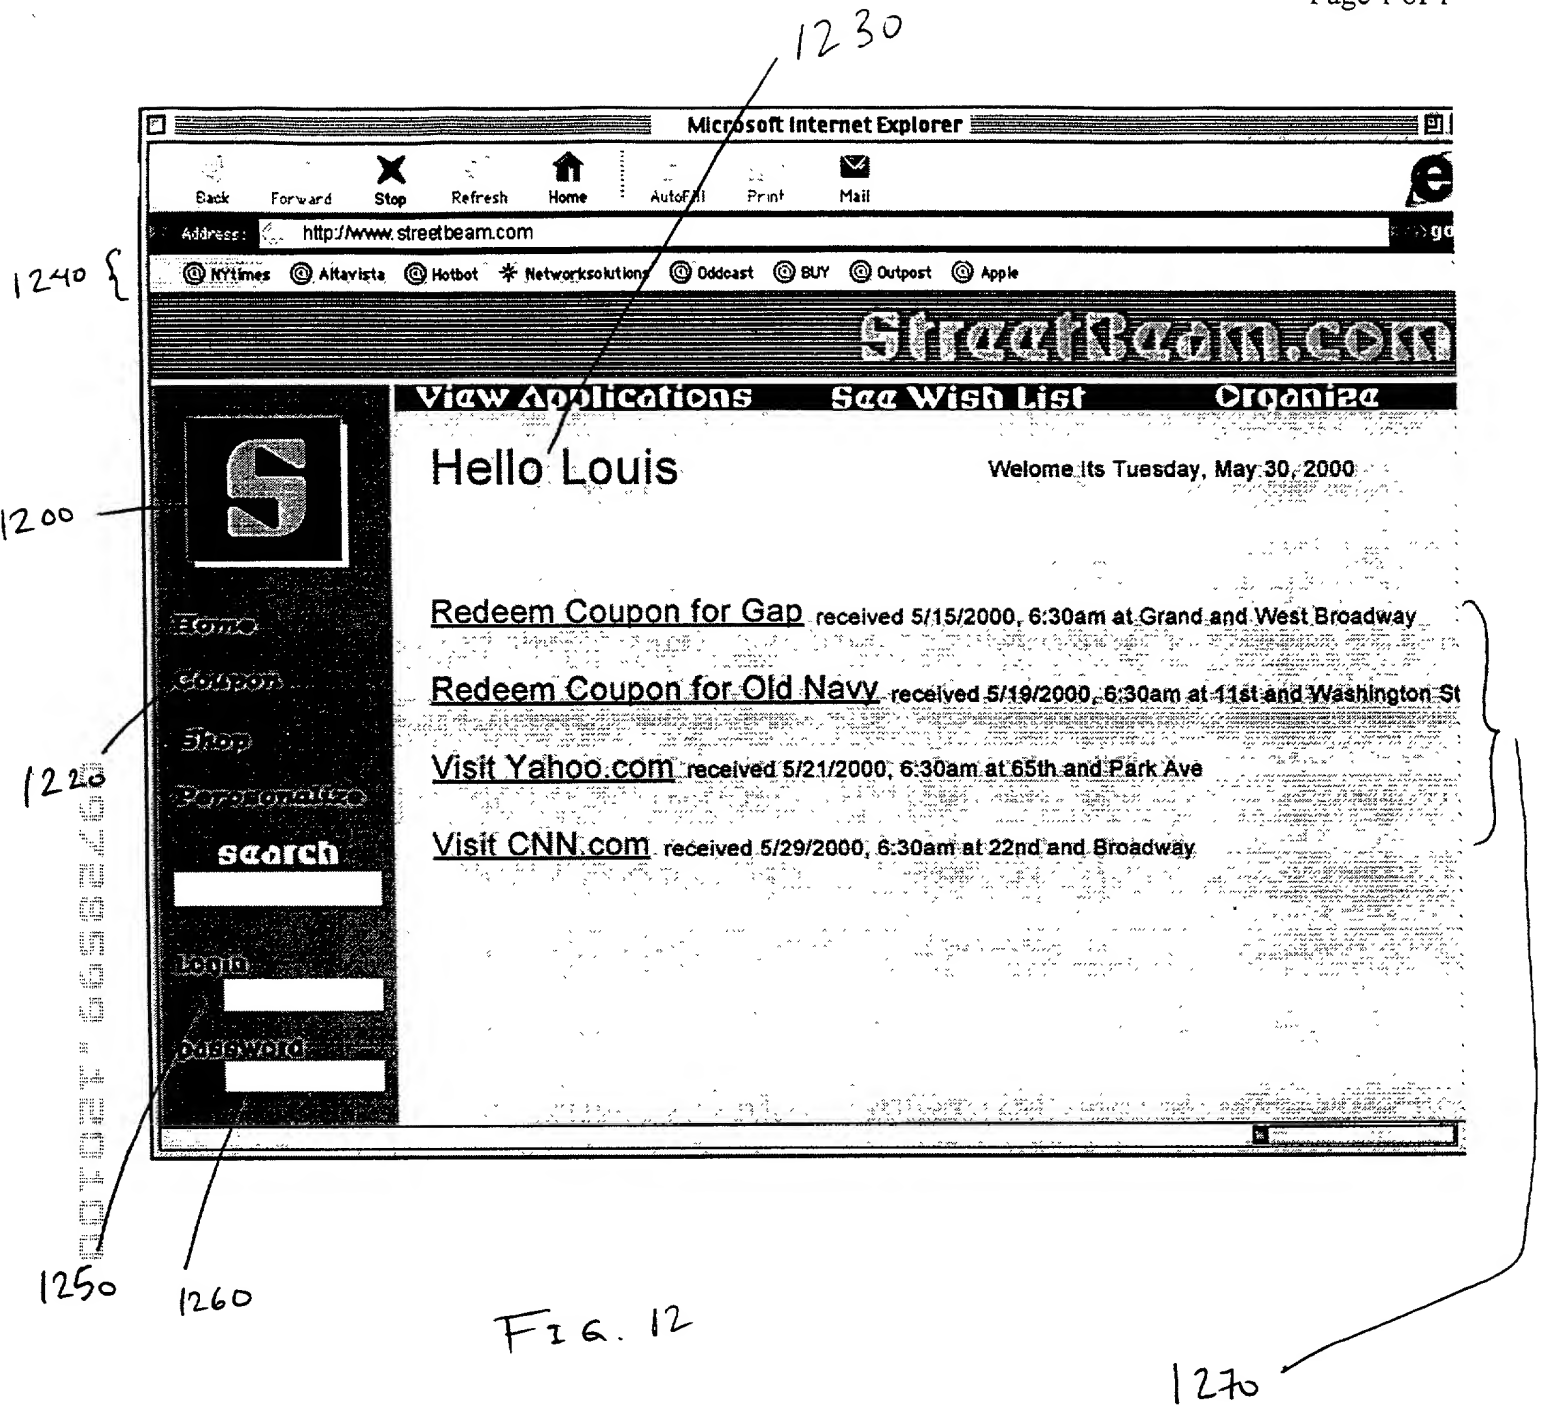 Page 1 of 1
1230
Microsoft Internet Explorer
Back Forward Stop Refresh Home AutoFill Print Mail
Address: http://www.streetbeam.com go
1240
NYtimes Altavista Hotbot Networksolutions Oddcast BUY Outpost Apple
StreetBeam.com
View Applications See Wish List Organize
S
Hello Louis
Welome Its Tuesday, May 30, 2000
1200
Redeem Coupon for Gap received 5/15/2000, 6:30am at Grand and West Broadway
Home
Redeem Coupon for Old Navy received 5/19/2000, 6:30am at 11st and Washington St
Coupon
Shop
Visit Yahoo.com received 5/21/2000, 6:30am at 65th and Park Ave
1220
Perosonalize
Visit CNN.com received 5/29/2000, 6:30am at 22nd and Broadway
search
Login
password
1250
1260
FIG. 12
1270